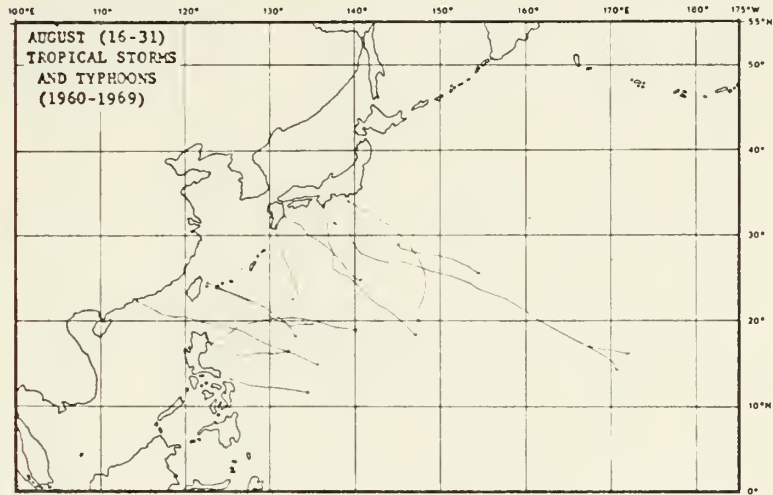 100°E 110° 120° 130° 140° 150° 160° 170° 180° 175°W
55°N
AUGUST (16-31)
TROPICAL STORMS
AND TYPHOONS
(1960-1969)
50°
40°
30°
20°
10°N
0°